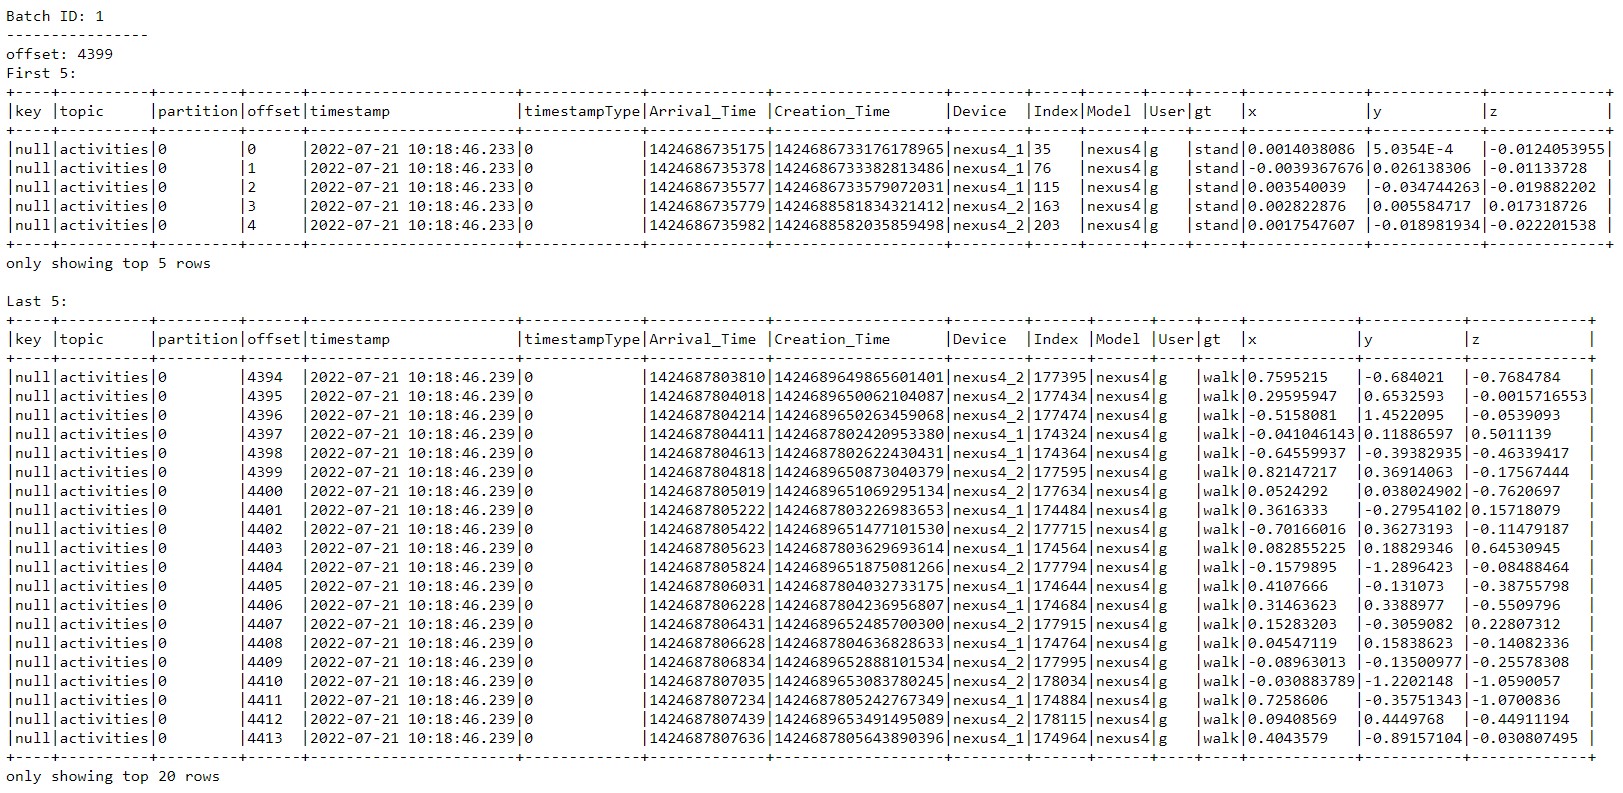 Batch ID: 1
----------------
offset: 4399
First 5:
+----+----------+---------+------+-----------------------+-------------+-------------+-------------------+--------+-----+------+----+-----+-------------+------------+-------------+
|key |topic     |partition|offset|timestamp              |timestampType|Arrival_Time |Creation_Time      |Device  |Index|Model |User|gt   |x            |y           |z            |
+----+----------+---------+------+-----------------------+-------------+-------------+-------------------+--------+-----+------+----+-----+-------------+------------+-------------+
|null|activities|0        |0     |2022-07-21 10:18:46.233|0            |1424686735175|1424686733176178965|nexus4_1|35   |nexus4|g   |stand|0.0014038086 |5.0354E-4   |-0.0124053955|
|null|activities|0        |1     |2022-07-21 10:18:46.233|0            |1424686735378|1424686733382813486|nexus4_1|76   |nexus4|g   |stand|-0.0039367676|0.026138306 |-0.01133728  |
|null|activities|0        |2     |2022-07-21 10:18:46.233|0            |1424686735577|1424686733579072031|nexus4_1|115  |nexus4|g   |stand|0.003540039  |-0.034744263|-0.019882202 |
|null|activities|0        |3     |2022-07-21 10:18:46.233|0            |1424686735779|1424688581834321412|nexus4_2|163  |nexus4|g   |stand|0.002822876  |0.005584717 |0.017318726  |
|null|activities|0        |4     |2022-07-21 10:18:46.233|0            |1424686735982|1424688582035859498|nexus4_2|203  |nexus4|g   |stand|0.0017547607 |-0.018981934|-0.022201538 |
+----+----------+---------+------+-----------------------+-------------+-------------+-------------------+--------+-----+------+----+-----+-------------+------------+-------------+
only showing top 5 rows
Last 5:
+----+----------+---------+------+-----------------------+-------------+-------------+-------------------+--------+------+------+----+----+------------+-----------+-------------+
|key |topic     |partition|offset|timestamp              |timestampType|Arrival_Time |Creation_Time      |Device  |Index |Model |User|gt  |x           |y          |z            |
+----+----------+---------+------+-----------------------+-------------+-------------+-------------------+--------+------+------+----+----+------------+-----------+-------------+
|null|activities|0        |4394  |2022-07-21 10:18:46.239|0            |1424687803810|1424689649865601401|nexus4_2|177395|nexus4|g   |walk|0.7595215   |-0.684021  |-0.7684784   |
|null|activities|0        |4395  |2022-07-21 10:18:46.239|0            |1424687804018|1424689650062104087|nexus4_2|177434|nexus4|g   |walk|0.29595947  |0.6532593  |-0.0015716553|
|null|activities|0        |4396  |2022-07-21 10:18:46.239|0            |1424687804214|1424689650263459068|nexus4_2|177474|nexus4|g   |walk|-0.5158081  |1.4522095  |-0.0539093   |
|null|activities|0        |4397  |2022-07-21 10:18:46.239|0            |1424687804411|1424687802420953380|nexus4_1|174324|nexus4|g   |walk|-0.041046143|0.11886597 |0.5011139    |
|null|activities|0        |4398  |2022-07-21 10:18:46.239|0            |1424687804613|1424687802622430431|nexus4_1|174364|nexus4|g   |walk|-0.64559937 |-0.39382935|-0.46339417  |
|null|activities|0        |4399  |2022-07-21 10:18:46.239|0            |1424687804818|1424689650873040379|nexus4_2|177595|nexus4|g   |walk|0.82147217  |0.36914063 |-0.17567444  |
|null|activities|0        |4400  |2022-07-21 10:18:46.239|0            |1424687805019|1424689651069295134|nexus4_2|177634|nexus4|g   |walk|0.0524292   |0.038024902|-0.7620697   |
|null|activities|0        |4401  |2022-07-21 10:18:46.239|0            |1424687805222|1424687803226983653|nexus4_1|174484|nexus4|g   |walk|0.3616333   |-0.27954102|0.15718079   |
|null|activities|0        |4402  |2022-07-21 10:18:46.239|0            |1424687805422|1424689651477101530|nexus4_2|177715|nexus4|g   |walk|-0.70166016 |0.36273193 |-0.11479187  |
|null|activities|0        |4403  |2022-07-21 10:18:46.239|0            |1424687805623|1424687803629693614|nexus4_1|174564|nexus4|g   |walk|0.082855225 |0.18829346 |0.64530945   |
|null|activities|0        |4404  |2022-07-21 10:18:46.239|0            |1424687805824|1424689651875081266|nexus4_2|177794|nexus4|g   |walk|-0.1579895  |-1.2896423 |-0.08488464  |
|null|activities|0        |4405  |2022-07-21 10:18:46.239|0            |1424687806031|1424687804032733175|nexus4_1|174644|nexus4|g   |walk|0.4107666   |-0.131073  |-0.38755798  |
|null|activities|0        |4406  |2022-07-21 10:18:46.239|0            |1424687806228|1424687804236956807|nexus4_1|174684|nexus4|g   |walk|0.31463623  |0.3388977  |-0.5509796   |
|null|activities|0        |4407  |2022-07-21 10:18:46.239|0            |1424687806431|1424689652485700300|nexus4_2|177915|nexus4|g   |walk|0.15283203  |-0.3059082 |0.22807312   |
|null|activities|0        |4408  |2022-07-21 10:18:46.239|0            |1424687806628|1424687804636828633|nexus4_1|174764|nexus4|g   |walk|0.04547119  |0.15838623 |-0.14082336  |
|null|activities|0        |4409  |2022-07-21 10:18:46.239|0            |1424687806834|1424689652888101534|nexus4_2|177995|nexus4|g   |walk|-0.08963013 |-0.13500977|-0.25578308  |
|null|activities|0        |4410  |2022-07-21 10:18:46.239|0            |1424687807035|1424689653083780245|nexus4_2|178034|nexus4|g   |walk|-0.030883789|-1.2202148 |-1.0590057   |
|null|activities|0        |4411  |2022-07-21 10:18:46.239|0            |1424687807234|1424687805242767349|nexus4_1|174884|nexus4|g   |walk|0.7258606   |-0.35751343|-1.0700836   |
|null|activities|0        |4412  |2022-07-21 10:18:46.239|0            |1424687807439|1424689653491495089|nexus4_2|178115|nexus4|g   |walk|0.09408569  |0.4449768  |-0.44911194  |
|null|activities|0        |4413  |2022-07-21 10:18:46.239|0            |1424687807636|1424687805643890396|nexus4_1|174964|nexus4|g   |walk|0.4043579   |-0.89157104|-0.030807495 |
+----+----------+---------+------+-----------------------+-------------+-------------+-------------------+--------+------+------+----+----+------------+-----------+-------------+
only showing top 20 rows